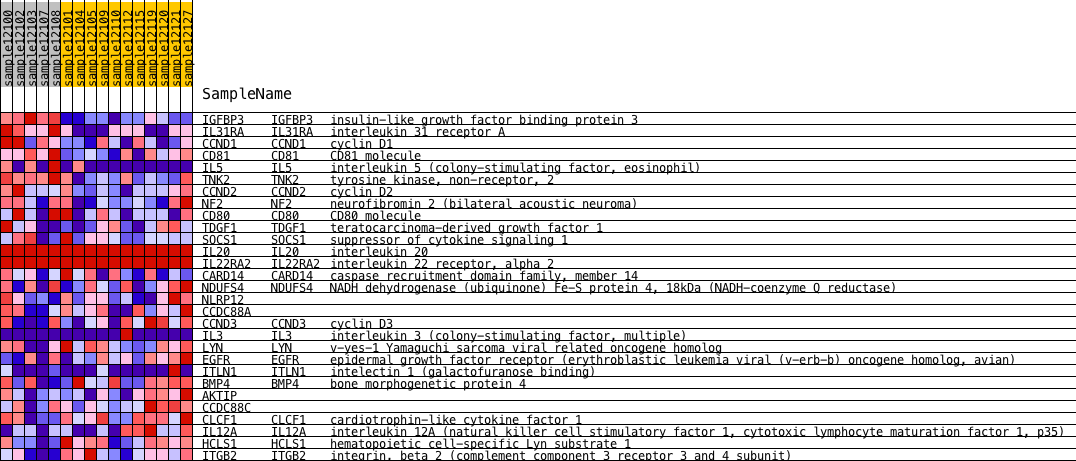 sample12100
sample12102
sample12103
sample12107
sample12108
sample12101
sample12104
sample12105
sample12109
sample12110
sample12112
sample12115
sample12119
sample12120
sample12121
sample12127
SampleName
IGFBP3 IGFBP3 insulin-like growth factor binding protein 3
IL31RA IL31RA interleukin 31 receptor A
CCND1 CCND1 cyclin D1
CD81 CD81 CD81 molecule
IL5 IL5 interleukin 5 (colony-stimulating factor, eosinophil)
TNK2 TNK2 tyrosine kinase, non-receptor, 2
CCND2 CCND2 cyclin D2
NF2 NF2 neurofibromin 2 (bilateral acoustic neuroma)
CD80 CD80 CD80 molecule
TDGF1 TDGF1 teratocarcinoma-derived growth factor 1
SOCS1 SOCS1 suppressor of cytokine signaling 1
IL20 IL20 interleukin 20
IL22RA2 IL22RA2 interleukin 22 receptor, alpha 2
CARD14 CARD14 caspase recruitment domain family, member 14
NDUFS4 NDUFS4 NADH dehydrogenase (ubiquinone) Fe-S protein 4, 18kDa (NADH-coenzyme Q reductase)
NLRP12
CCDC88A
CCND3 CCND3 cyclin D3
IL3 IL3 interleukin 3 (colony-stimulating factor, multiple)
LYN LYN v-yes-1 Yamaguchi sarcoma viral related oncogene homolog
EGFR EGFR epidermal growth factor receptor (erythroblastic leukemia viral (v-erb-b) oncogene homolog, avian)
ITLN1 ITLN1 intelectin 1 (galactofuranose binding)
BMP4 BMP4 bone morphogenetic protein 4
AKTIP
CCDC88C
CLCF1 CLCF1 cardiotrophin-like cytokine factor 1
IL12A IL12A interleukin 12A (natural killer cell stimulatory factor 1, cytotoxic lymphocyte maturation factor 1, p35)
HCLS1 HCLS1 hematopoietic cell-specific Lyn substrate 1
ITGB2 ITGB2 integrin, beta 2 (complement component 3 receptor 3 and 4 subunit)